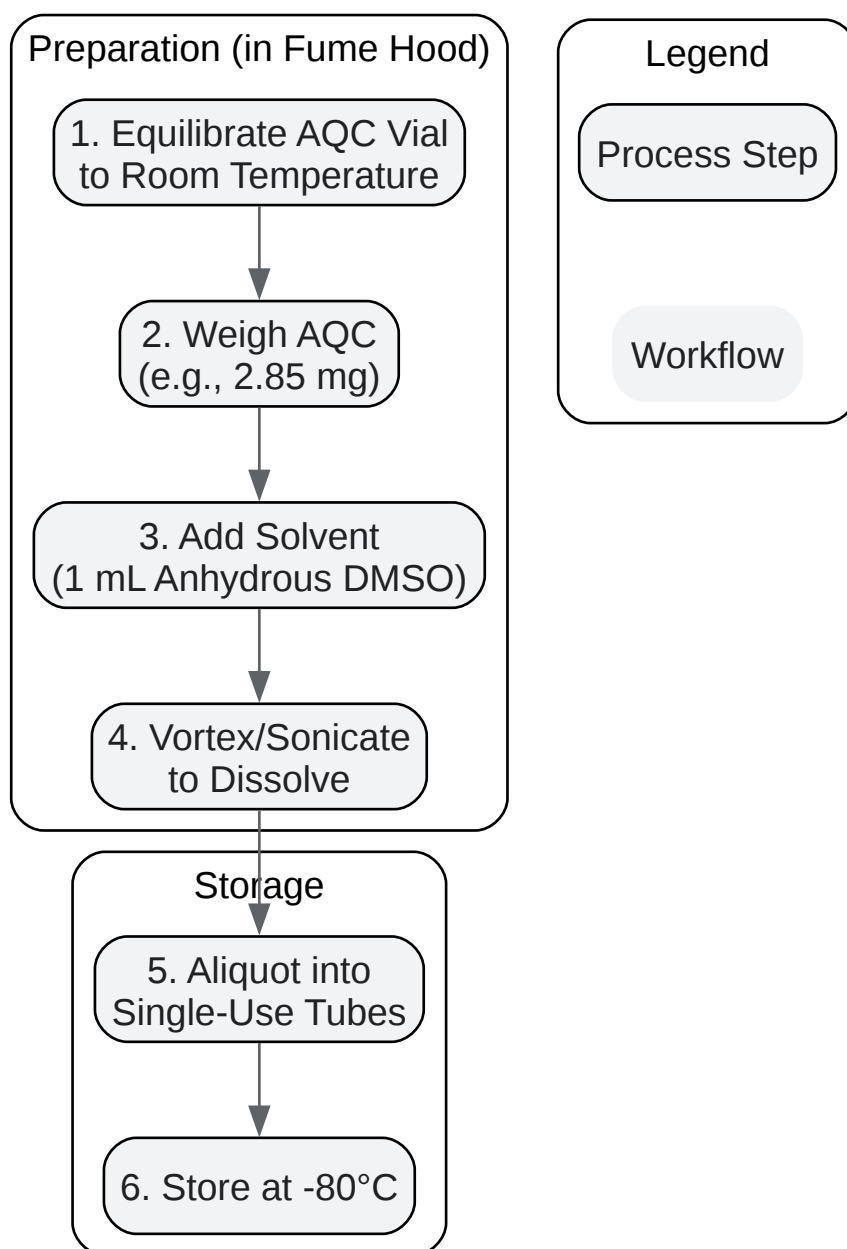 Preparation (in Fume Hood)
1. Equilibrate AQC Vial
to Room Temperature
2. Weigh AQC
(e.g., 2.85 mg)
3. Add Solvent
(1 mL Anhydrous DMSO)
4. Vortex/Sonicate
to Dissolve
Storage
5. Aliquot into
Single-Use Tubes
6. Store at -80°C
Legend
Process Step
Workflow